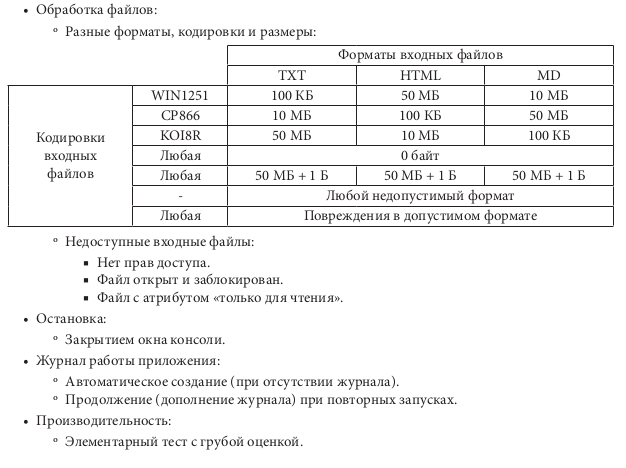 • Обработка файлов:
º Разные форматы, кодировки и размеры:
Форматы входных файлов
TXT HTML MD
Кодировки входных файлов
WIN1251 100 КБ 50 МБ 10 МБ
CP866 10 МБ 100 КБ 50 МБ
KOI8R 50 МБ 10 МБ 100 КБ
Любая 0 байт
Любая 50 МБ + 1 Б 50 МБ + 1 Б 50 МБ + 1 Б
- Любой недопустимый формат
Любая Повреждения в допустимом формате
º Недоступные входные файлы:
▪ Нет прав доступа.
▪ Файл открыт и заблокирован.
▪ Файл с атрибутом «только для чтения».
• Остановка:
º Закрытием окна консоли.
• Журнал работы приложения:
º Автоматическое создание (при отсутствии журнала).
º Продолжение (дополнение журнала) при повторных запусках.
• Производительность:
º Элементарный тест с грубой оценкой.